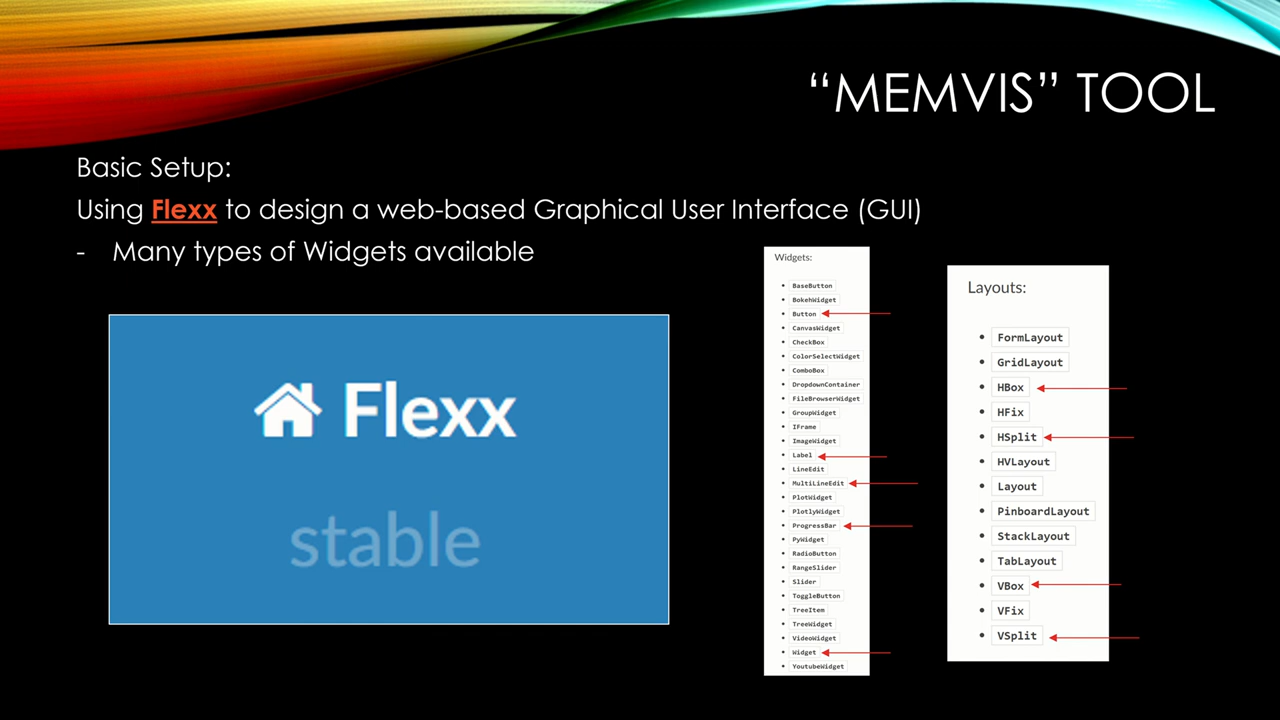 “MEMVIS” TOOL
Basic Setup:
Using Flexx to design a web-based Graphical User Interface (GUI)
- Many types of Widgets available
Flexx
stable
Widgets:
• BaseButton
• BokehWidget
• Button
• CanvasWidget
• CheckBox
• ColorSelectWidget
• ComboBox
• DropdownContainer
• FileBrowserWidget
• GroupWidget
• IFrame
• ImageWidget
• Label
• LineEdit
• MultiLineEdit
• PlotWidget
• PlotlyWidget
• ProgressBar
• PyWidget
• RadioButton
• RangeSlider
• Slider
• ToggleButton
• TreeItem
• TreeWidget
• VideoWidget
• Widget
• YoutubeWidget
Layouts:
• FormLayout
• GridLayout
• HBox
• HFix
• HSplit
• HVLayout
• Layout
• PinboardLayout
• StackLayout
• TabLayout
• VBox
• VFix
• VSplit